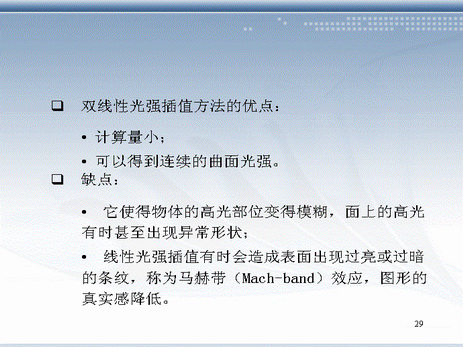 ❑ 双线性光强插值方法的优点：
• 计算量小；
• 可以得到连续的曲面光强。
❑ 缺点：
• 它使得物体的高光部位变得模糊，面上的高光
有时甚至出现异常形状；
• 线性光强插值有时会造成表面出现过亮或过暗
的条纹，称为马赫带（Mach-band）效应，图形的
真实感降低。
29